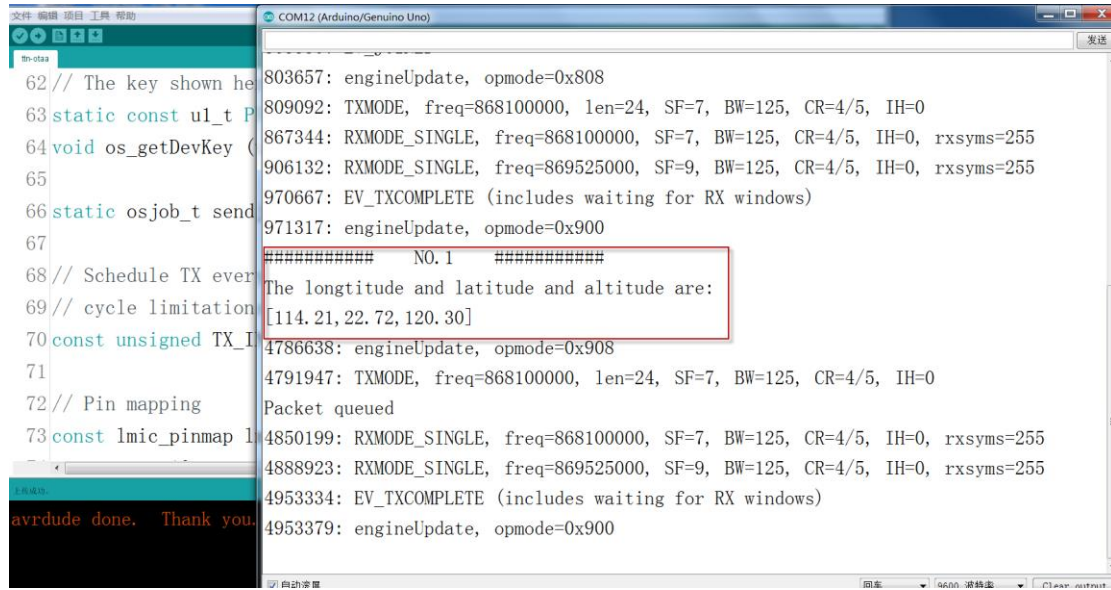 文件 编辑 项目 工具 帮助
COM12 (Arduino/Genuino Uno)
发送
ttn-otaa
62 // The key shown he
63 static const u1_t P
64 void os_getDevKey (
65
66 static osjob_t send
67
68 // Schedule TX ever
69 // cycle limitation
70 const unsigned TX_I
71
72 // Pin mapping
73 const lmic_pinmap l
上传成功。
avrdude done. Thank you.
803657: engineUpdate, opmode=0x808
809092: TXMODE, freq=868100000, len=24, SF=7, BW=125, CR=4/5, IH=0
867344: RXMODE_SINGLE, freq=868100000, SF=7, BW=125, CR=4/5, IH=0, rxsyms=255
906132: RXMODE_SINGLE, freq=869525000, SF=9, BW=125, CR=4/5, IH=0, rxsyms=255
970667: EV_TXCOMPLETE (includes waiting for RX windows)
971317: engineUpdate, opmode=0x900
########### NO.1 ###########
The longtitude and latitude and altitude are:
[114.21,22.72,120.30]
4786638: engineUpdate, opmode=0x908
4791947: TXMODE, freq=868100000, len=24, SF=7, BW=125, CR=4/5, IH=0
Packet queued
4850199: RXMODE_SINGLE, freq=868100000, SF=7, BW=125, CR=4/5, IH=0, rxsyms=255
4888923: RXMODE_SINGLE, freq=869525000, SF=9, BW=125, CR=4/5, IH=0, rxsyms=255
4953334: EV_TXCOMPLETE (includes waiting for RX windows)
4953379: engineUpdate, opmode=0x900
自动滚屏
回车
9600 波特率
Clear output